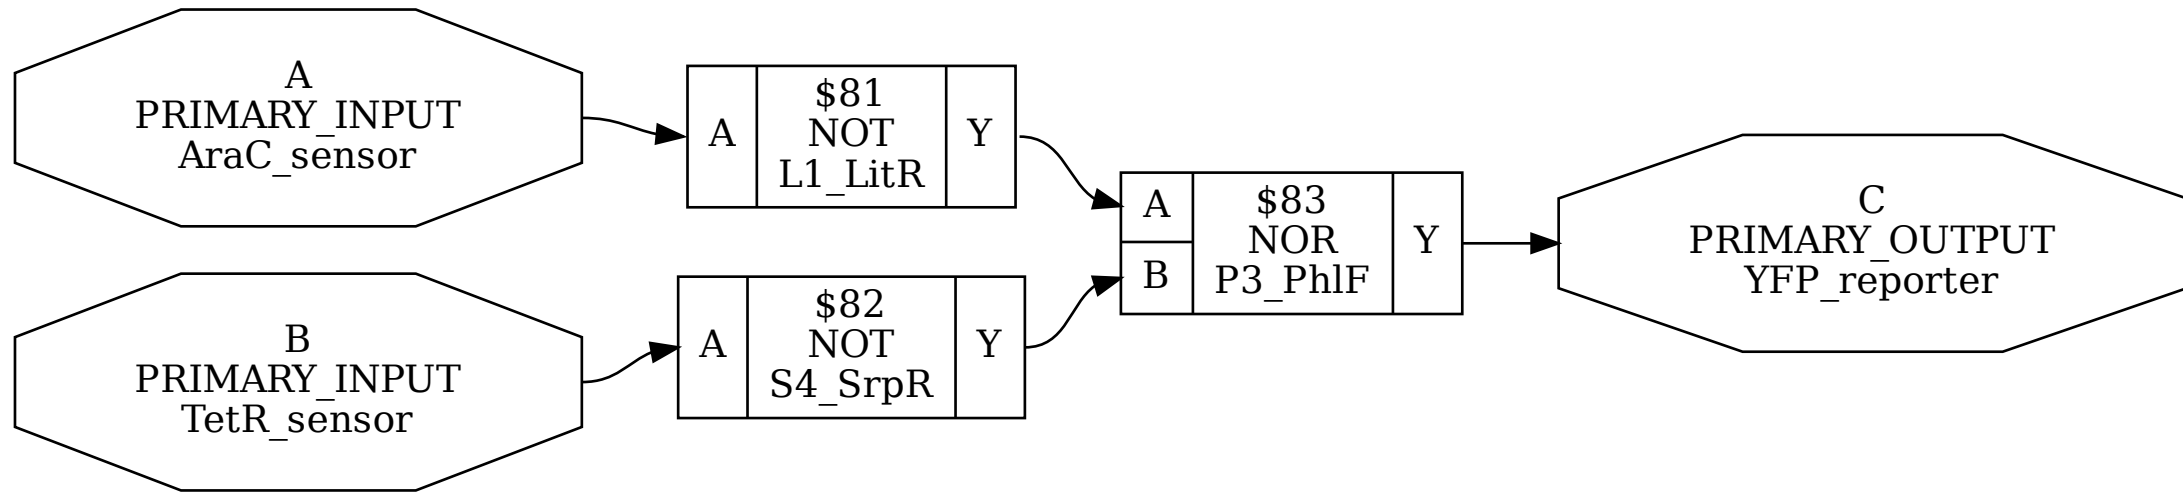 A
PRIMARY_INPUT
AraC_sensor
A
$81
NOT
L1_LitR
Y
B
PRIMARY_INPUT
TetR_sensor
A
$82
NOT
S4_SrpR
Y
A
B
$83
NOR
P3_PhlF
Y
C
PRIMARY_OUTPUT
YFP_reporter